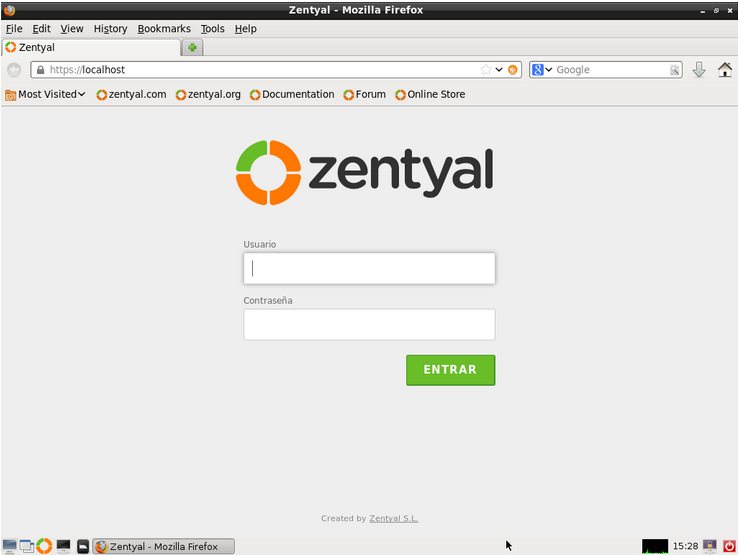 Zentyal - Mozilla Firefox
File Edit View History Bookmarks Tools Help
Zentyal
https://localhost Google
Most Visited zentyal.com zentyal.org Documentation Forum Online Store
zentyal
Usuario
Contraseña
ENTRAR
Created by Zentyal S.L.
Zentyal - Mozilla Firefox 15:28